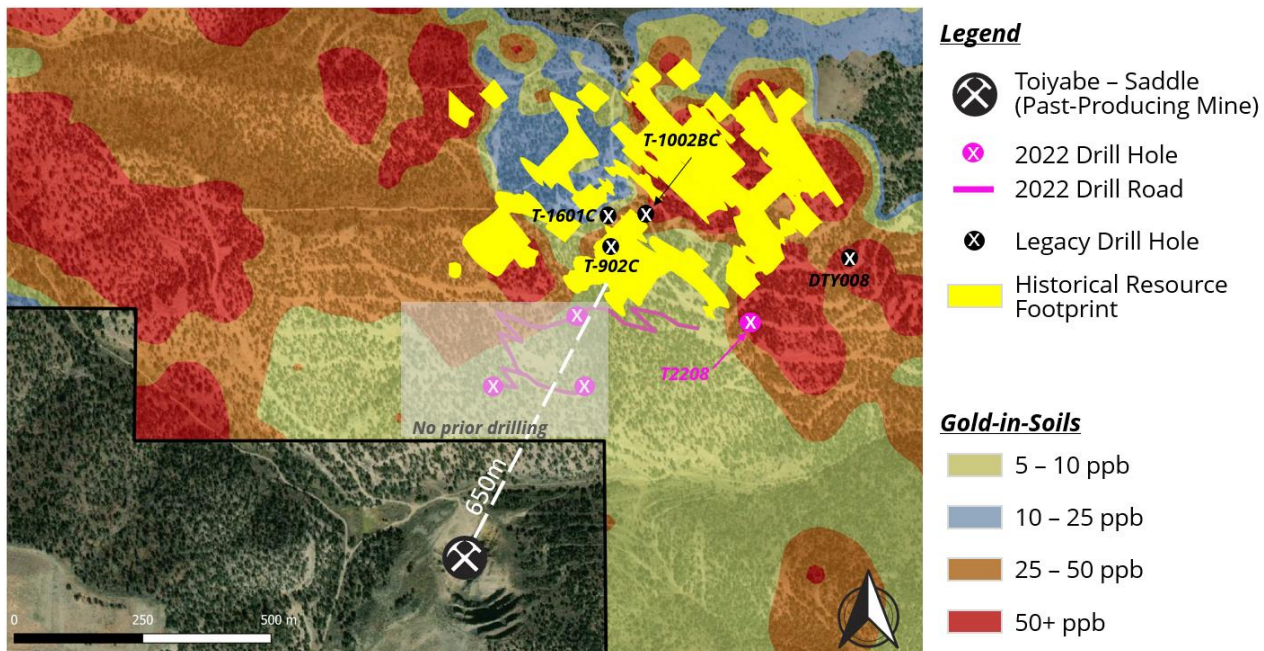 T-1002BC
T-1601C
T-902C
DTY008
T2208
No prior drilling
650m
0
250
500 m
Legend
Toiyabe – Saddle
(Past-Producing Mine)
2022 Drill Hole
2022 Drill Road
Legacy Drill Hole
Historical Resource
Footprint
Gold-in-Soils
5 – 10 ppb
10 – 25 ppb
25 – 50 ppb
50+ ppb